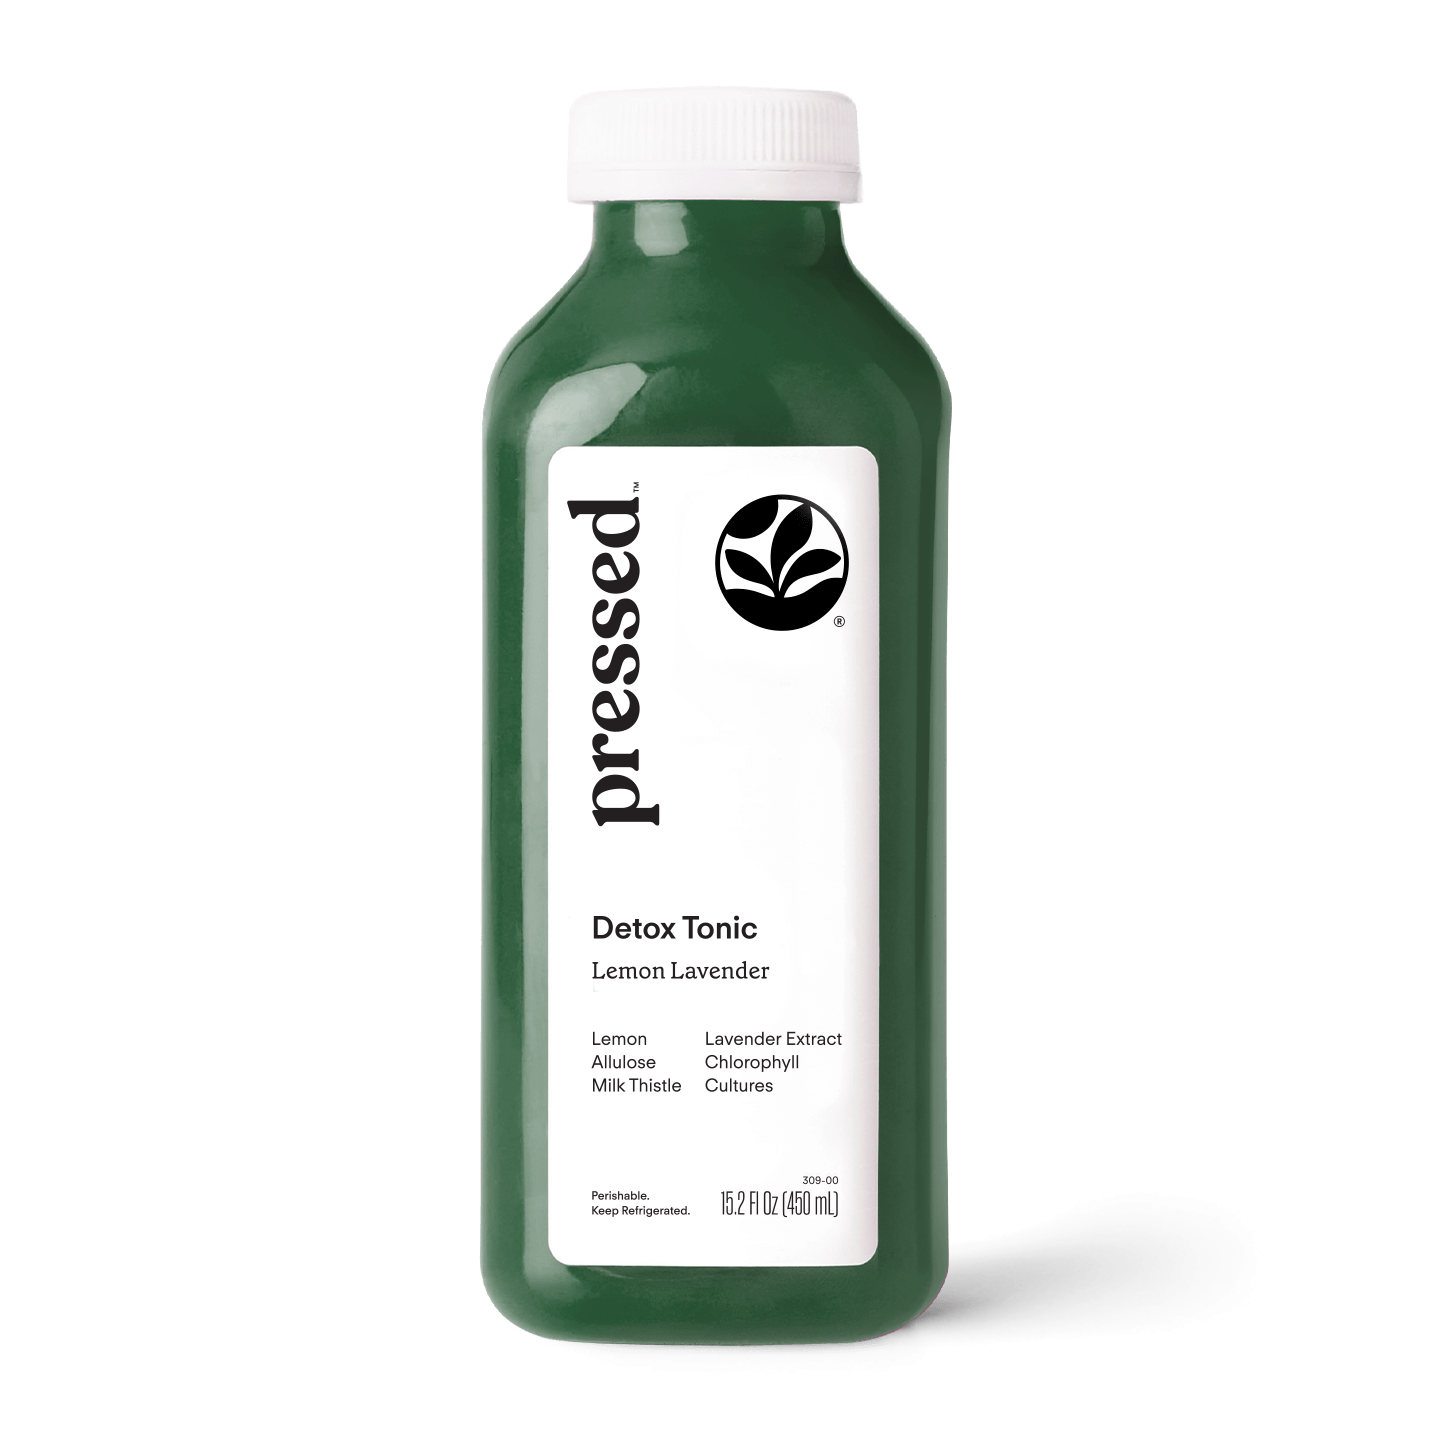 pressed™
®
Detox Tonic
Lemon Lavender
Lemon
Allulose
Milk Thistle
Lavender Extract
Chlorophyll
Cultures
Perishable.
Keep Refrigerated.
309-00
15.2 Fl Oz (450 mL)